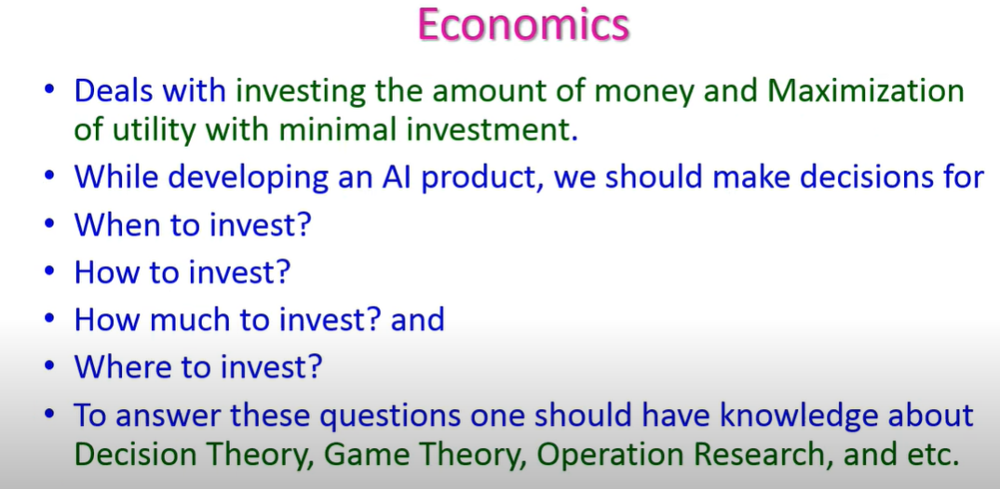 Economics
• Deals with investing the amount of money and Maximization
of utility with minimal investment.
• While developing an AI product, we should make decisions for
• When to invest?
• How to invest?
• How much to invest? and
• Where to invest?
• To answer these questions one should have knowledge about
Decision Theory, Game Theory, Operation Research, and etc.